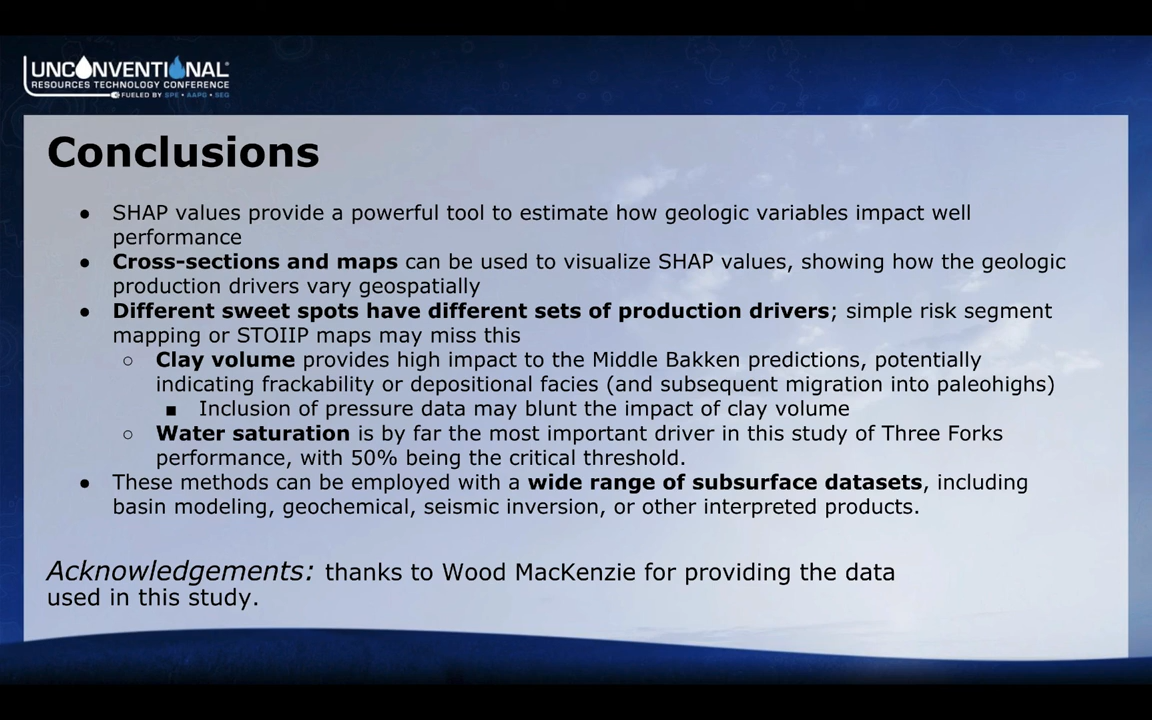 UNCONVENTIONAL®
RESOURCES TECHNOLOGY CONFERENCE
FUELED BY SPE • AAPG • SEG
Conclusions
● SHAP values provide a powerful tool to estimate how geologic variables impact well
performance
● Cross-sections and maps can be used to visualize SHAP values, showing how the geologic
production drivers vary geospatially
● Different sweet spots have different sets of production drivers; simple risk segment
mapping or STOIIP maps may miss this
○ Clay volume provides high impact to the Middle Bakken predictions, potentially
indicating frackability or depositional facies (and subsequent migration into paleohighs)
■ Inclusion of pressure data may blunt the impact of clay volume
○ Water saturation is by far the most important driver in this study of Three Forks
performance, with 50% being the critical threshold.
● These methods can be employed with a wide range of subsurface datasets, including
basin modeling, geochemical, seismic inversion, or other interpreted products.
Acknowledgements: thanks to Wood MacKenzie for providing the data
used in this study.